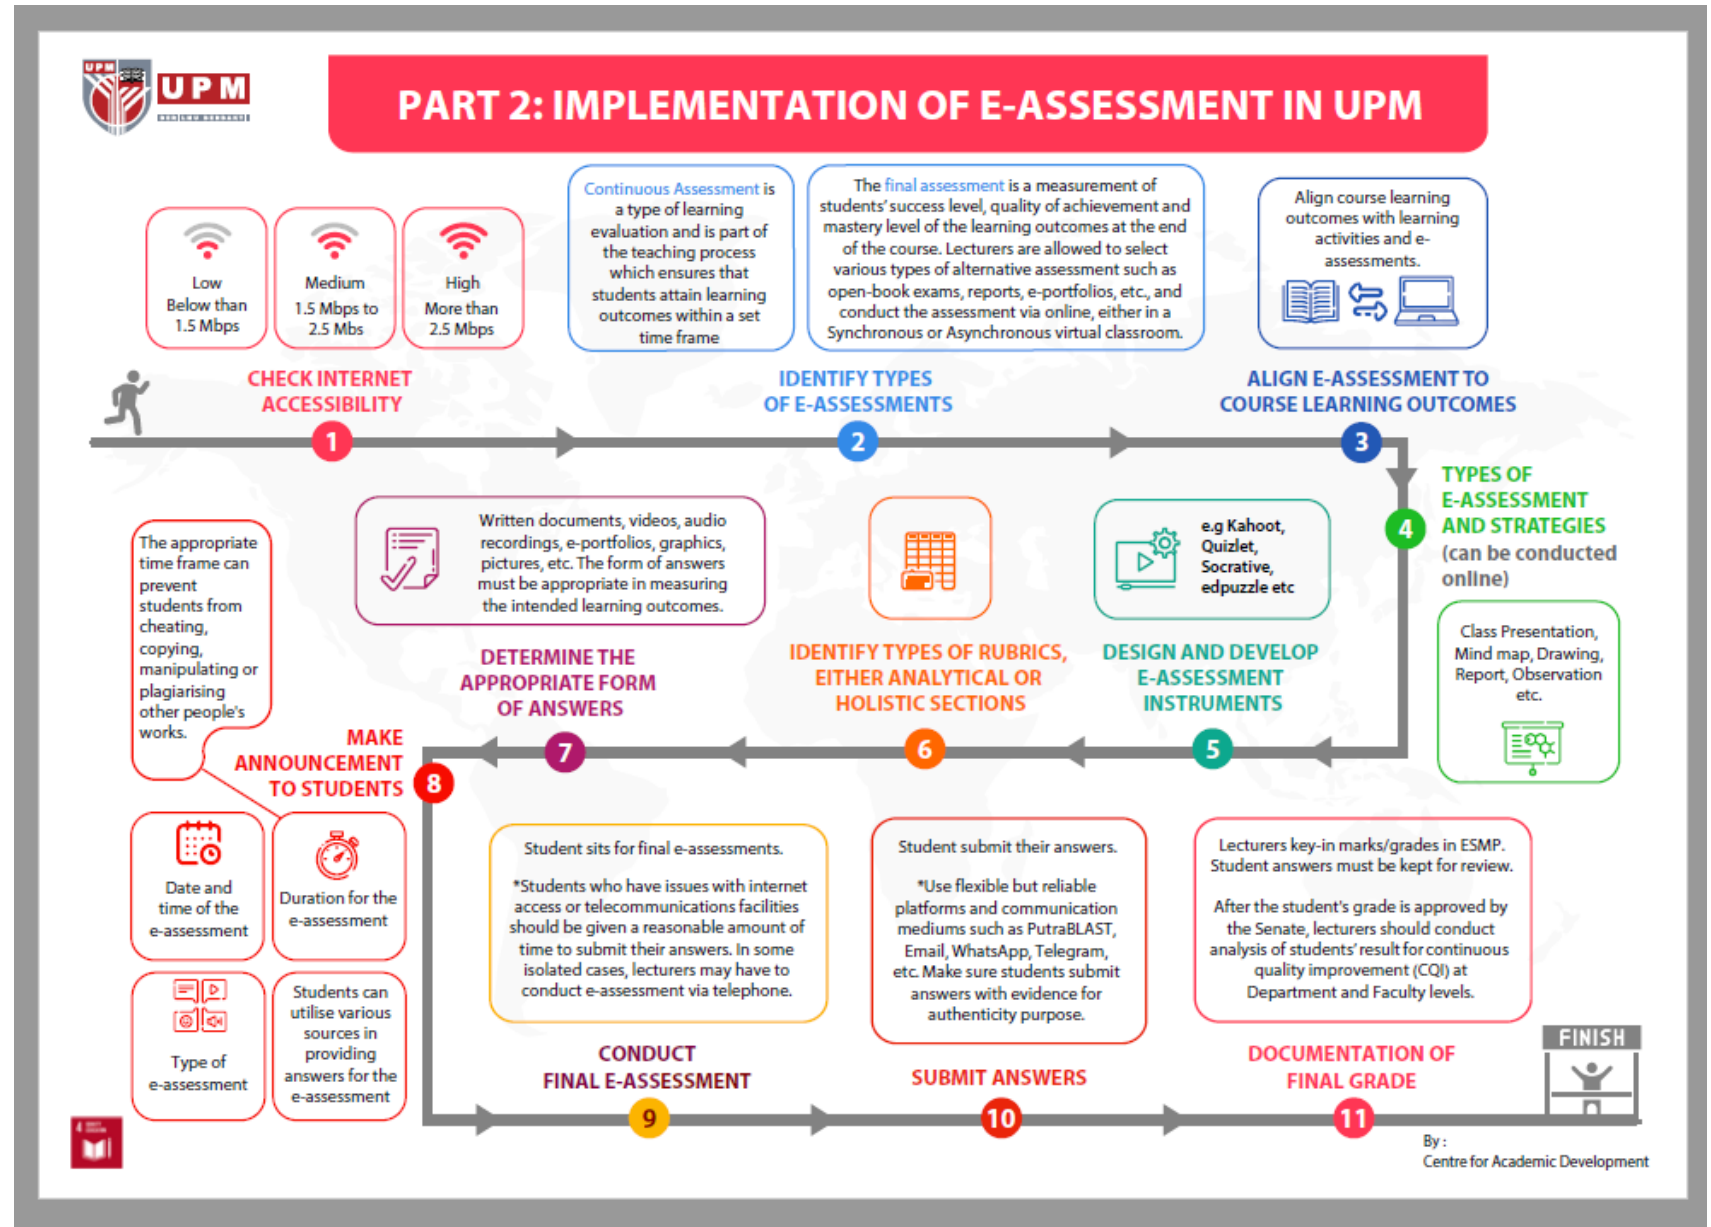 UPM
UPM
BERILMU BERBAKTI
PART 2: IMPLEMENTATION OF E-ASSESSMENT IN UPM
Low
Below than
1.5 Mbps
Medium
1.5 Mbps to
2.5 Mbs
High
More than
2.5 Mbps
CHECK INTERNET
ACCESSIBILITY
1
Continuous Assessment is
a type of learning
evaluation and is part of
the teaching process
which ensures that
students attain learning
outcomes within a set
time frame
The final assessment is a measurement of
students' success level, quality of achievement and
mastery level of the learning outcomes at the end
of the course. Lecturers are allowed to select
various types of alternative assessment such as
open-book exams, reports, e-portfolios, etc., and
conduct the assessment via online, either in a
Synchronous or Asynchronous virtual classroom.
IDENTIFY TYPES
OF E-ASSESSMENTS
2
Align course learning
outcomes with learning
activities and e-
assessments.
ALIGN E-ASSESSMENT TO
COURSE LEARNING OUTCOMES
3
TYPES OF
E-ASSESSMENT
AND STRATEGIES
(can be conducted
online)
4
Class Presentation,
Mind map, Drawing,
Report, Observation
etc.
e.g Kahoot,
Quizlet,
Socrative,
edpuzzle etc
DESIGN AND DEVELOP
E-ASSESSMENT
INSTRUMENTS
5
IDENTIFY TYPES OF RUBRICS,
EITHER ANALYTICAL OR
HOLISTIC SECTIONS
6
Written documents, videos, audio
recordings, e-portfolios, graphics,
pictures, etc. The form of answers
must be appropriate in measuring
the intended learning outcomes.
DETERMINE THE
APPROPRIATE FORM
OF ANSWERS
7
The appropriate
time frame can
prevent
students from
cheating,
copying,
manipulating or
plagiarising
other people's
works.
MAKE
ANNOUNCEMENT
TO STUDENTS
8
Date and
time of the
e-assessment
Duration for the
e-assessment
Type of
e-assessment
Students can
utilise various
sources in
providing
answers for the
e-assessment
Student sits for final e-assessments.
*Students who have issues with internet
access or telecommunications facilities
should be given a reasonable amount of
time to submit their answers. In some
isolated cases, lecturers may have to
conduct e-assessment via telephone.
CONDUCT
FINAL E-ASSESSMENT
9
Student submit their answers.
*Use flexible but reliable
platforms and communication
mediums such as PutraBLAST,
Email, WhatsApp, Telegram,
etc. Make sure students submit
answers with evidence for
authenticity purpose.
SUBMIT ANSWERS
10
Lecturers key-in marks/grades in ESMP.
Student answers must be kept for review.
After the student's grade is approved by
the Senate, lecturers should conduct
analysis of students' result for continuous
quality improvement (CQI) at
Department and Faculty levels.
DOCUMENTATION OF
FINAL GRADE
11
FINISH
4
By :
Centre for Academic Development